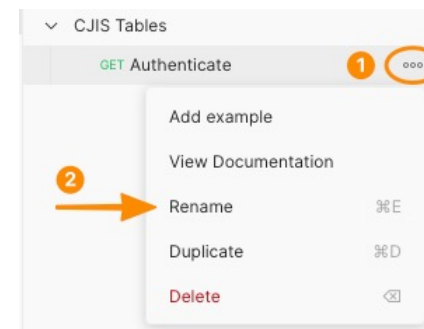 CJIS Tables
GET Authenticate 1 ooo
Add example
View Documentation
2
Rename ⌘E
Duplicate ⌘D
Delete ⌫